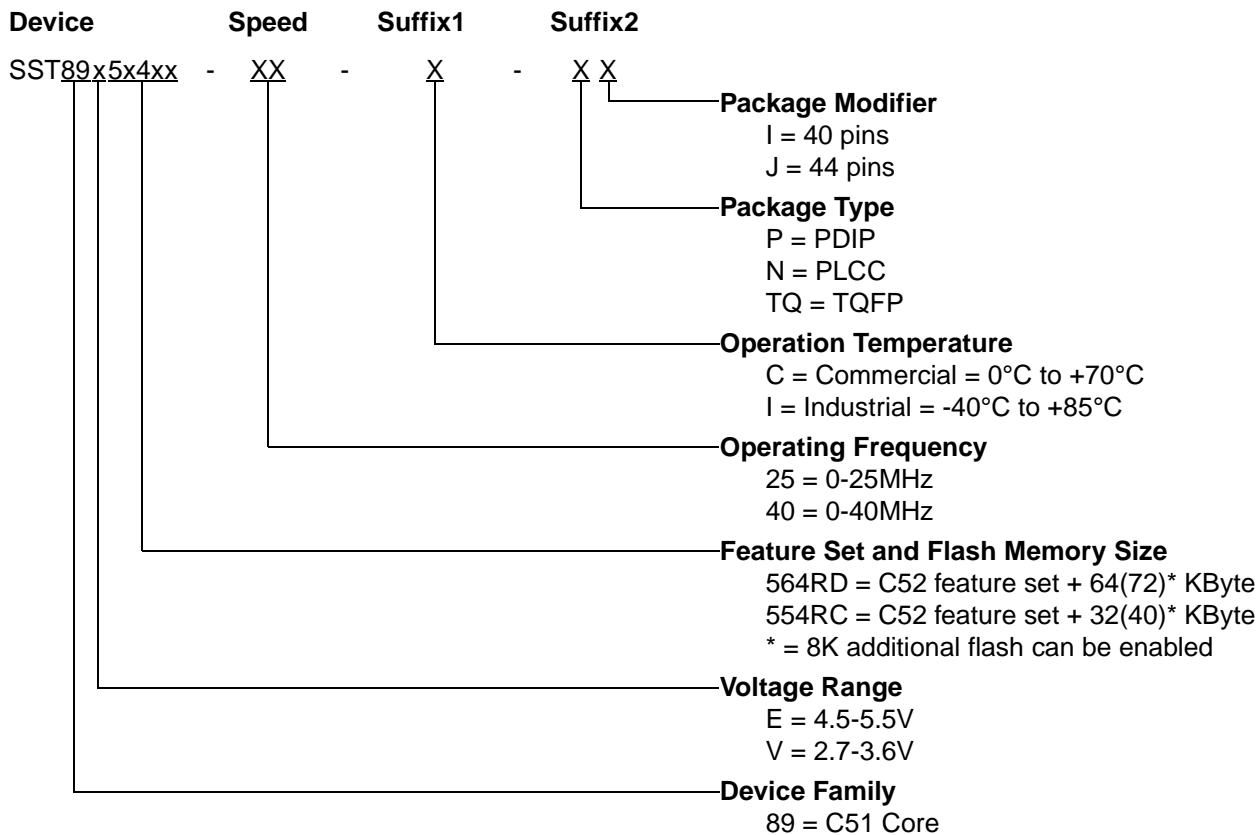 Device Speed Suffix1 Suffix2
SST89x5x4xx - XX - X - X X
Package Modifier
I = 40 pins
J = 44 pins
Package Type
P = PDIP
N = PLCC
TQ = TQFP
Operation Temperature
C = Commercial = 0°C to +70°C
I = Industrial = -40°C to +85°C
Operating Frequency
25 = 0-25MHz
40 = 0-40MHz
Feature Set and Flash Memory Size
564RD = C52 feature set + 64(72)* KByte
554RC = C52 feature set + 32(40)* KByte
* = 8K additional flash can be enabled
Voltage Range
E = 4.5-5.5V
V = 2.7-3.6V
Device Family
89 = C51 Core